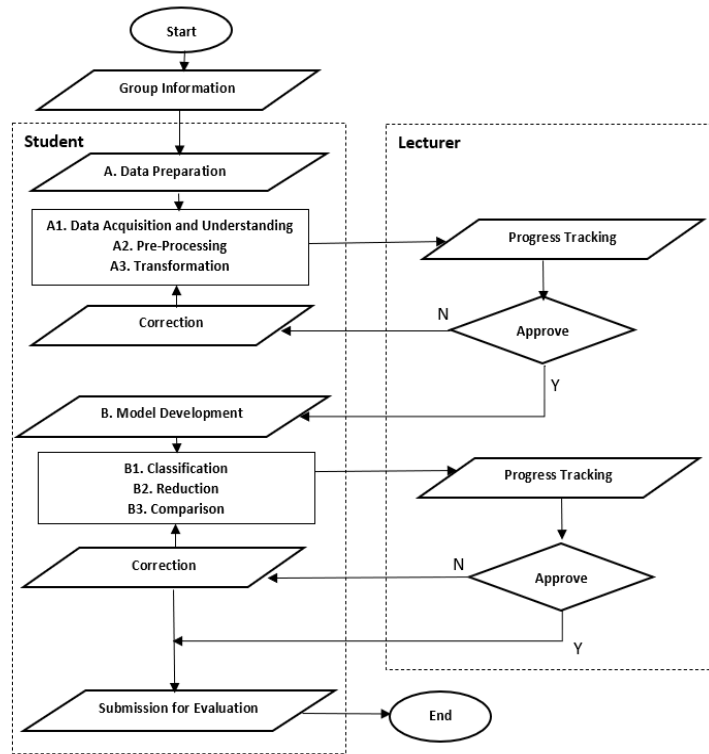 Start
Group Information
Student
Lecturer
A. Data Preparation
A1. Data Acquisition and Understanding
A2. Pre-Processing
A3. Transformation
Progress Tracking
Correction
N
Approve
Y
B. Model Development
B1. Classification
B2. Reduction
B3. Comparison
Progress Tracking
Correction
N
Approve
Y
Submission for Evaluation
End